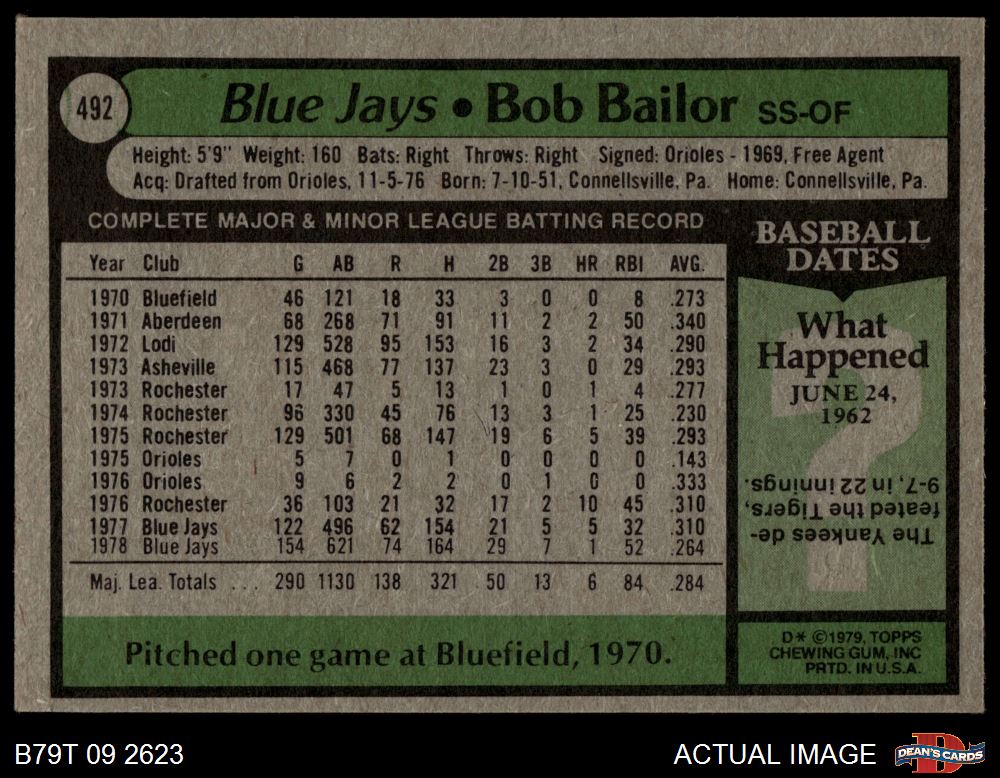 492
Blue Jays • Bob Bailor SS-OF
Height: 5'9" Weight: 160 Bats: Right Throws: Right Signed: Orioles - 1969, Free Agent
Acq: Drafted from Orioles, 11-5-76 Born: 7-10-51, Connellsville, Pa. Home: Connellsville, Pa.
COMPLETE MAJOR & MINOR LEAGUE BATTING RECORD
Year Club G AB R H 2B 3B HR RBI AVG.
1970 Bluefield 46 121 18 33 3 0 0 8 .273
1971 Aberdeen 68 268 71 91 11 2 2 50 .340
1972 Lodi 129 528 95 153 16 3 2 34 .290
1973 Asheville 115 468 77 137 23 3 0 29 .293
1973 Rochester 17 47 5 13 1 0 1 4 .277
1974 Rochester 96 330 45 76 13 3 1 25 .230
1975 Rochester 129 501 68 147 19 6 5 39 .293
1975 Orioles 5 7 0 1 0 0 0 0 .143
1976 Orioles 9 6 2 2 0 1 0 0 .333
1976 Rochester 36 103 21 32 17 2 10 45 .310
1977 Blue Jays 122 496 62 154 21 5 5 32 .310
1978 Blue Jays 154 621 74 164 29 7 1 52 .264
Maj. Lea. Totals ... 290 1130 138 321 50 13 6 84 .284
Pitched one game at Bluefield, 1970.
BASEBALL
DATES
What
Happened
JUNE 24,
1962
?
The Yankees de-
feated the Tigers,
9-7, in 22 innings.
D* ©1979, TOPPS
CHEWING GUM, INC
PRTD. IN U.S.A.
B79T 09 2623
ACTUAL IMAGE
DEAN'S CARDS